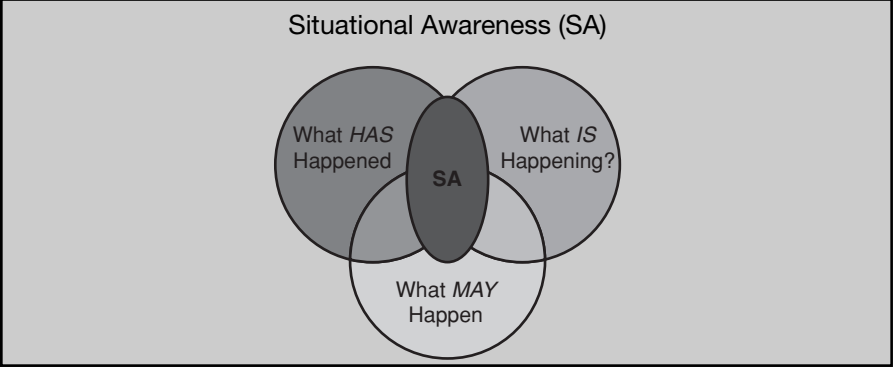 Situational Awareness (SA)
What HAS
Happened
What IS
Happening?
SA
What MAY
Happen